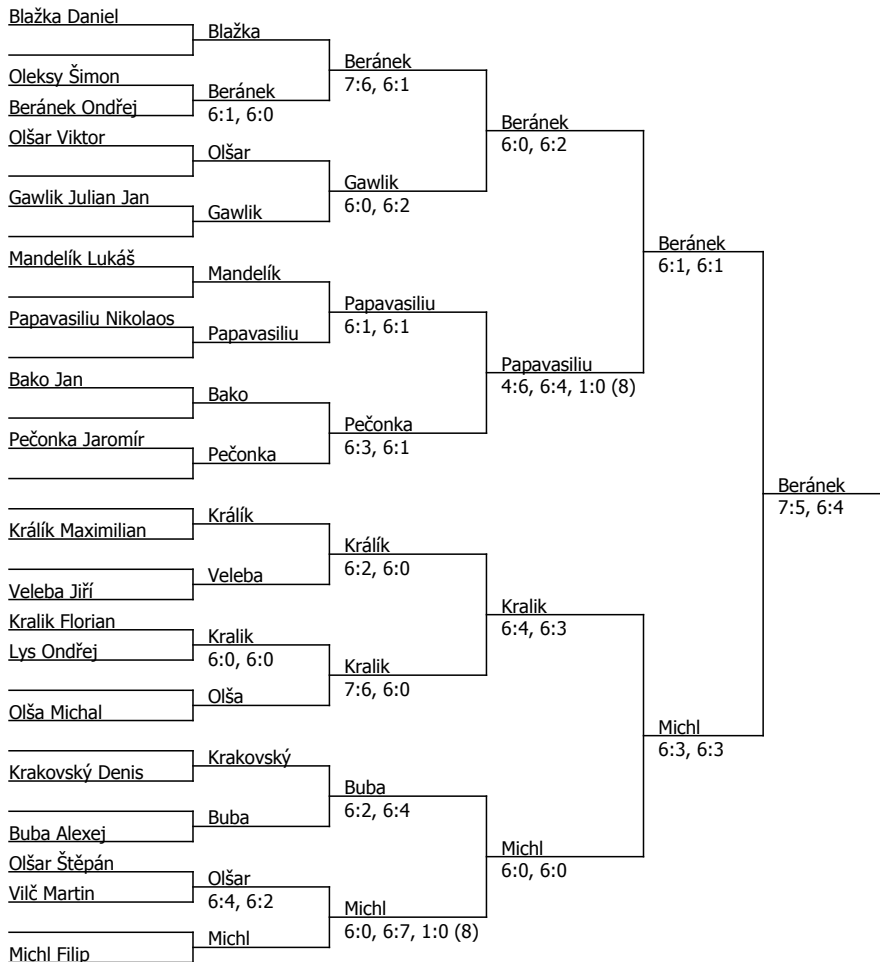 Blažka Daniel
Oleksy Šimon
Beránek Ondřej
Olšar Viktor
Gawlik Julian Jan
Mandelík Lukáš
Papavasiliu Nikolaos
Bako Jan
Pečonka Jaromír
Králík Maximilian
Veleba Jiří
Kralik Florian
Lys Ondřej
Olša Michal
Krakovský Denis
Buba Alexej
Olšar Štěpán
Vilč Martin
Michl Filip
Blažka
Beránek
6:1, 6:0
Olšar
Gawlik
Mandelík
Papavasiliu
Bako
Pečonka
Králík
Veleba
Kralik
6:0, 6:0
Olša
Krakovský
Buba
Olšar
6:4, 6:2
Michl
Beránek
7:6, 6:1
Gawlik
6:0, 6:2
Papavasiliu
6:1, 6:1
Pečonka
6:3, 6:1
Králík
6:2, 6:0
Kralik
7:6, 6:0
Buba
6:2, 6:4
Michl
6:0, 6:7, 1:0 (8)
Beránek
6:0, 6:2
Papavasiliu
4:6, 6:4, 1:0 (8)
Kralik
6:4, 6:3
Michl
6:0, 6:0
Beránek
6:1, 6:1
Michl
6:3, 6:3
Beránek
7:5, 6:4